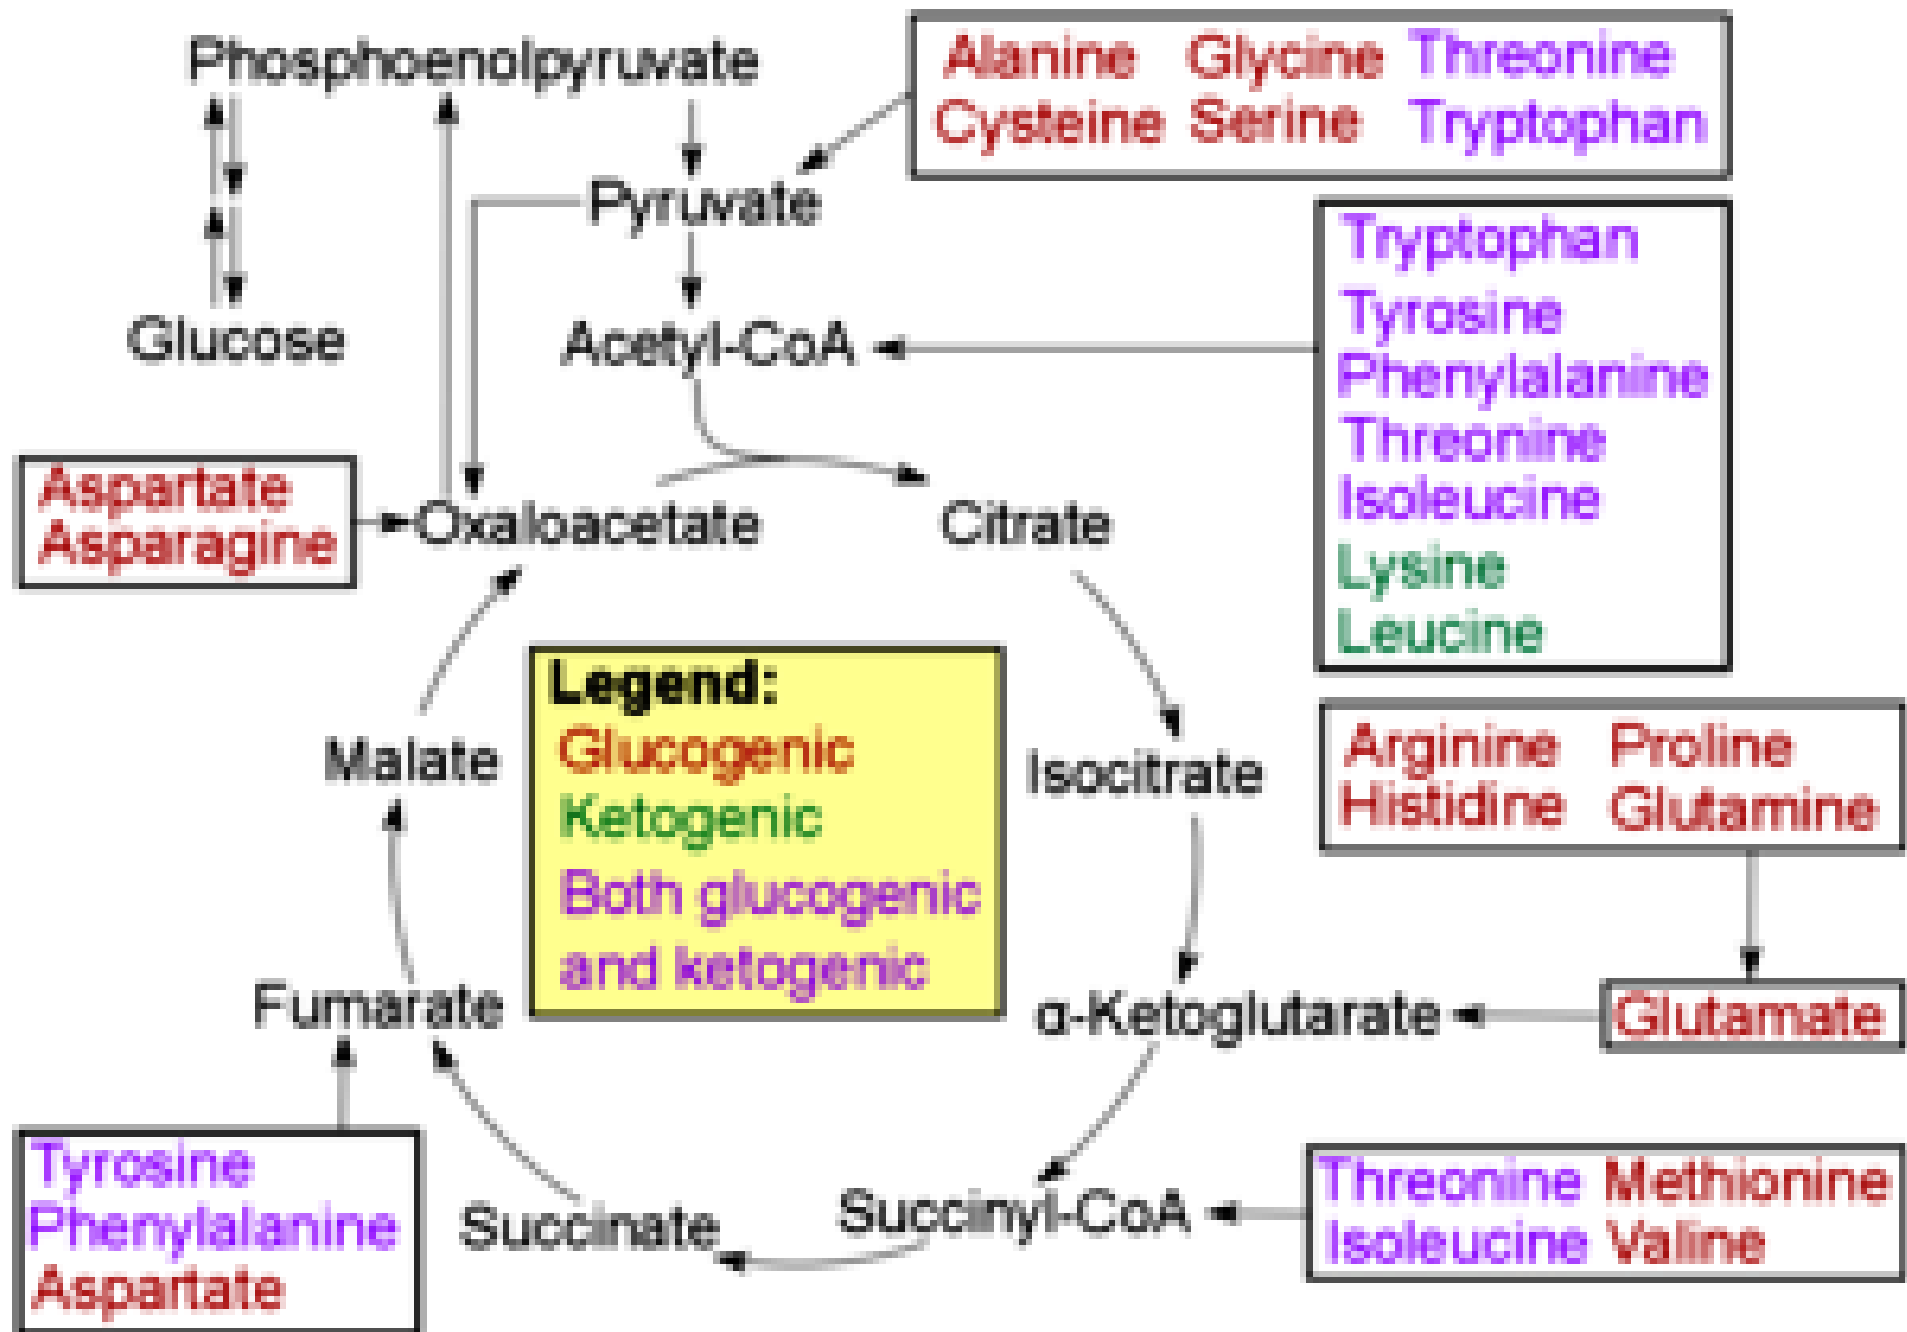 Phosphoenolpyruvate
Alanine Glycine Threonine
Cysteine Serine Tryptophan
Pyruvate
Glucose
Acetyl-CoA
Tryptophan
Tyrosine
Phenylalanine
Threonine
Isoleucine
Lysine
Leucine
Aspartate
Asparagine
Oxaloacetate
Citrate
Legend:
Glucogenic
Ketogenic
Both glucogenic
and ketogenic
Malate
Isocitrate
Arginine Proline
Histidine Glutamine
Fumarate
α-Ketoglutarate
Glutamate
Tyrosine
Phenylalanine
Aspartate
Succinate
Succinyl-CoA
Threonine Methionine
Isoleucine Valine